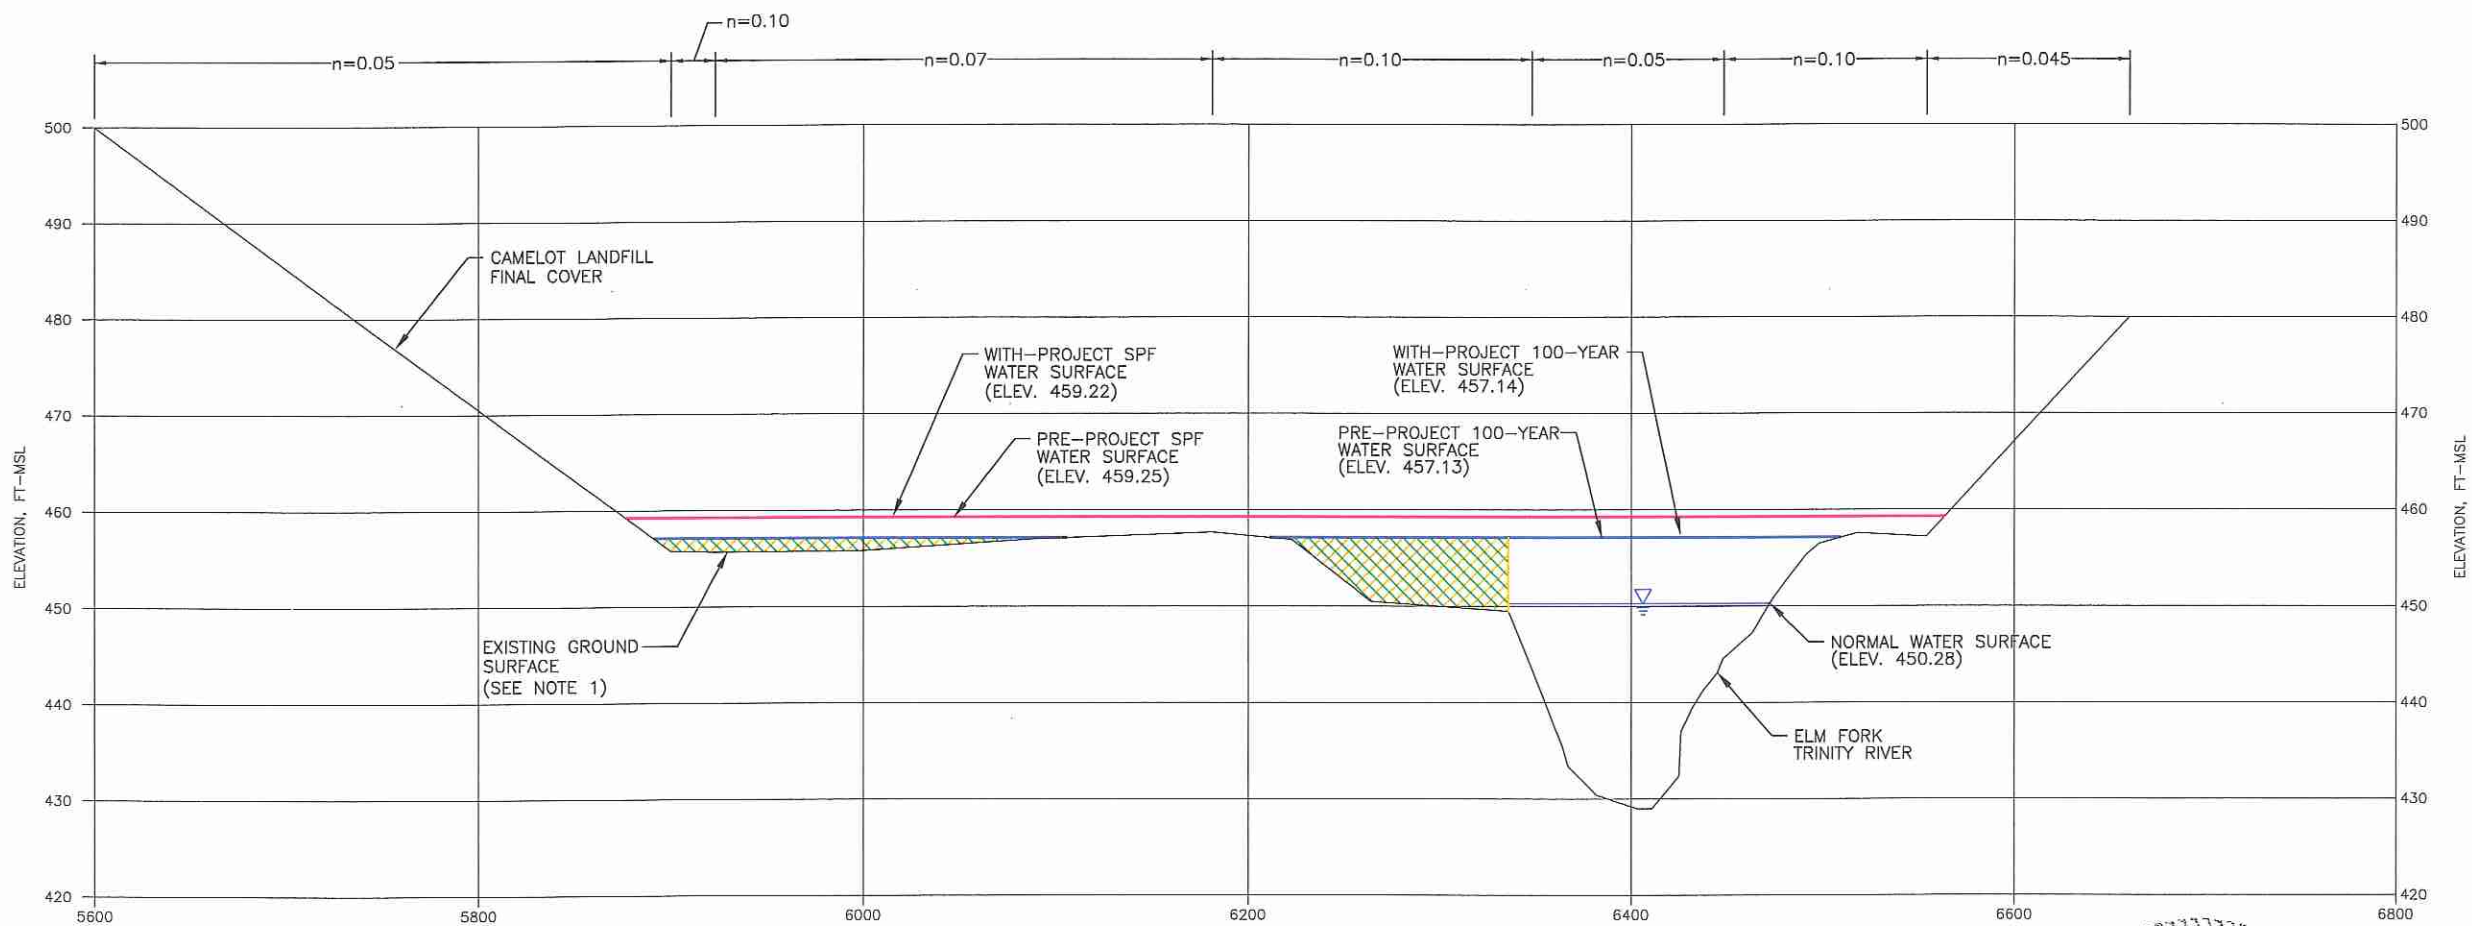 n=0.10
n=0.05
n=0.07
n=0.10
n=0.05
n=0.10
n=0.045
500
500
490
490
CAMELOT LANDFILL
FINAL COVER
480
480
WITH-PROJECT SPF
WATER SURFACE
(ELEV. 459.22)
WITH-PROJECT 100-YEAR
WATER SURFACE
(ELEV. 457.14)
470
470
PRE-PROJECT SPF
WATER SURFACE
(ELEV. 459.25)
PRE-PROJECT 100-YEAR
WATER SURFACE
(ELEV. 457.13)
ELEVATION, FT-MSL
ELEVATION, FT-MSL
460
460
450
450
EXISTING GROUND
SURFACE
(SEE NOTE 1)
NORMAL WATER SURFACE
(ELEV. 450.28)
440
440
ELM FORK
TRINITY RIVER
430
430
420
420
5600
5800
6000
6200
6400
6600
6800